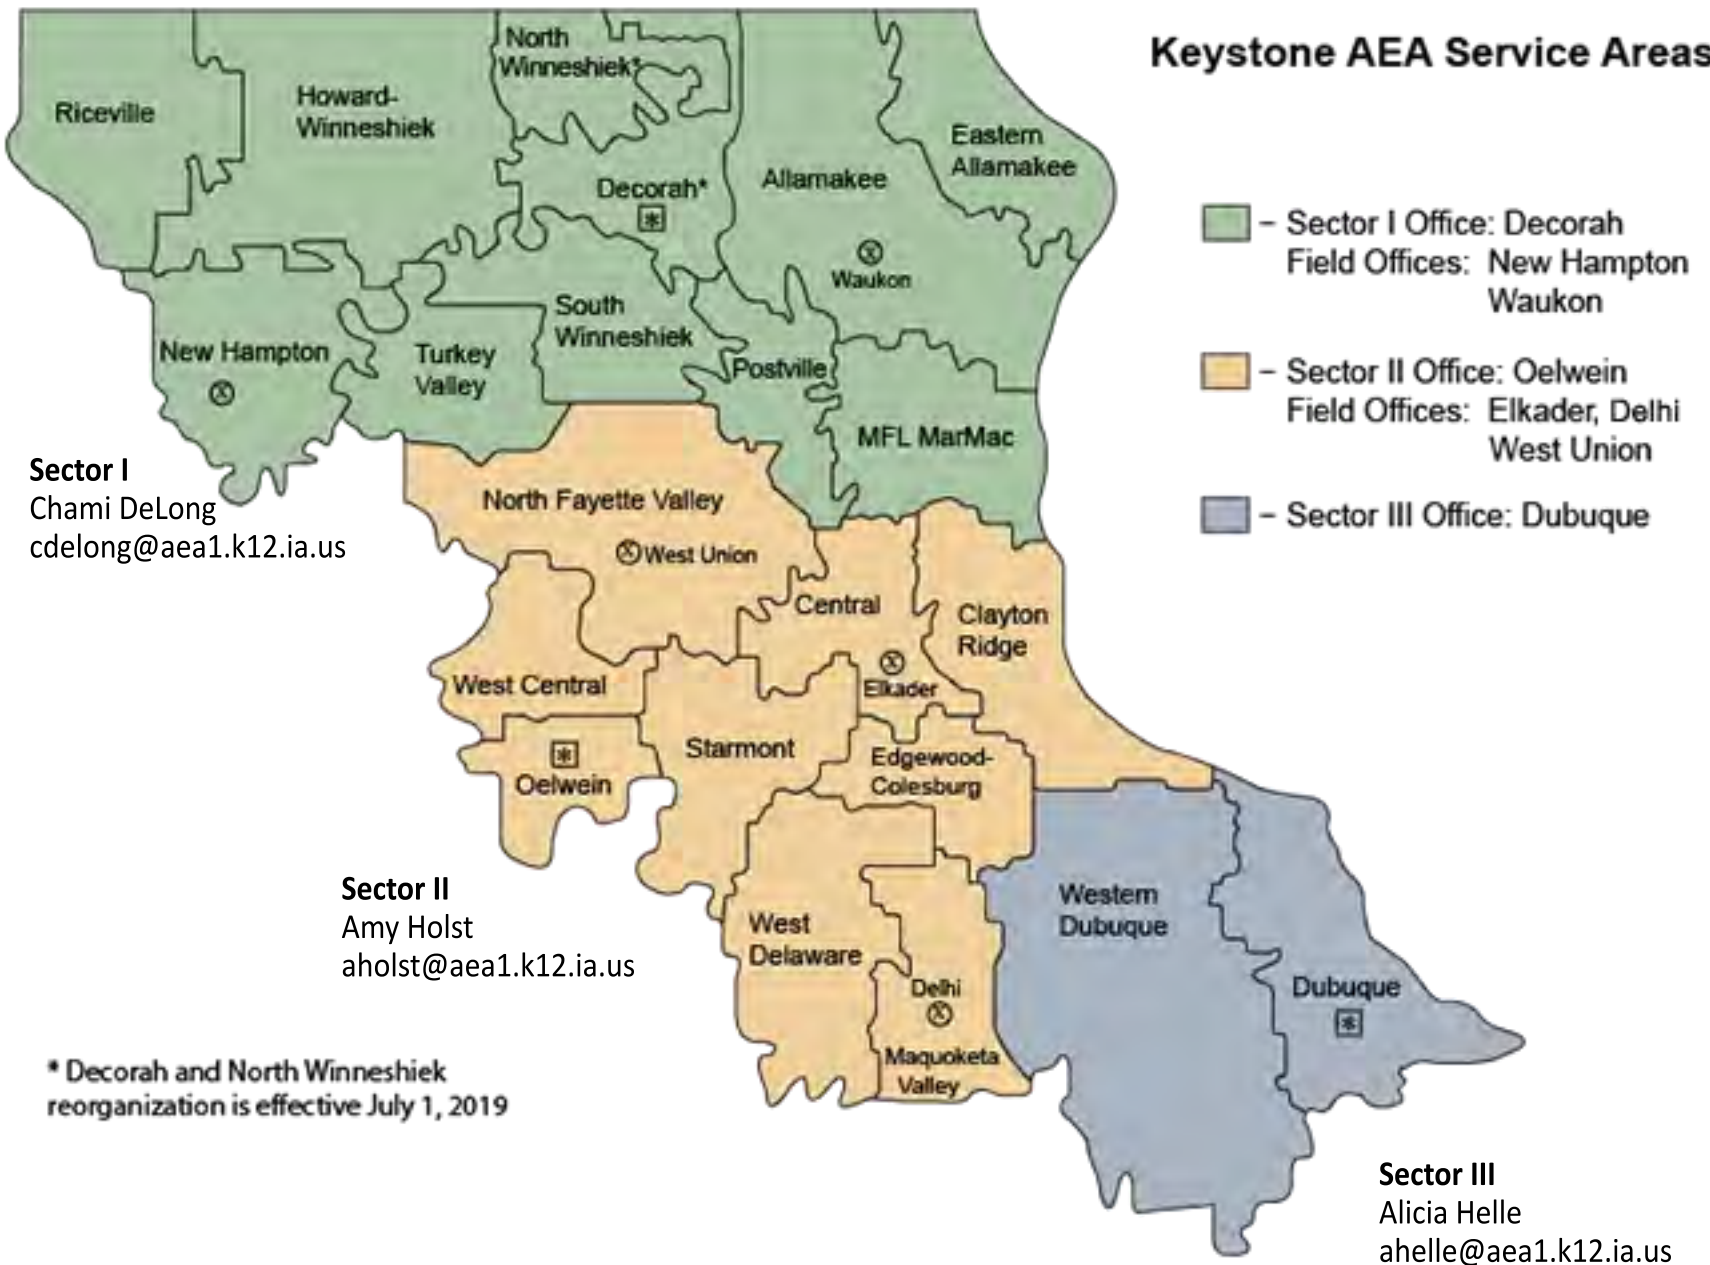 Keystone AEA Service Areas
Riceville
Howard-
Winneshiek
North
Winneshiek*
Decorah*
Allamakee
Eastern
Allamakee
Waukon
New Hampton
Turkey
Valley
South
Winneshiek
Postville
MFL MarMac
– Sector I Office: Decorah
Field Offices: New Hampton
Waukon
– Sector II Office: Oelwein
Field Offices: Elkader, Delhi
West Union
– Sector III Office: Dubuque
Sector I
Chami DeLong
cdelong@aea1.k12.ia.us
North Fayette Valley
West Union
Central
Clayton
Ridge
Elkader
West Central
Starmont
Oelwein
Edgewood-
Colesburg
West
Delaware
Delhi
Maquoketa
Valley
Western
Dubuque
Dubuque
Sector II
Amy Holst
aholst@aea1.k12.ia.us
* Decorah and North Winneshiek
reorganization is effective July 1, 2019
Sector III
Alicia Helle
ahelle@aea1.k12.ia.us